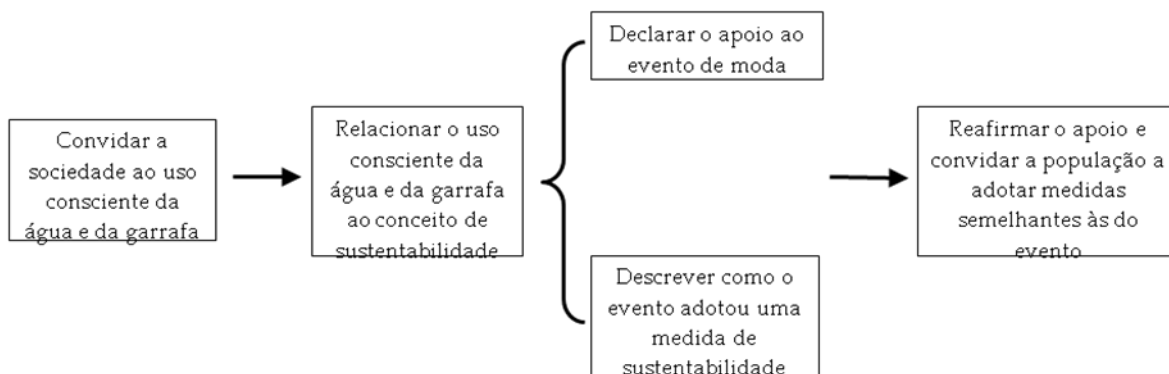 Convidar a
sociedade ao uso
consciente da
água e da garrafa
Relacionar o uso
consciente da
água e da garrafa
ao conceito de
sustentabilidade
Declarar o apoio ao
evento de moda
Descrever como o
evento adotou uma
medida de
sustentabilidade
Reafirmar o apoio e
convidar a população a
adotar medidas
semelhantes às do
evento